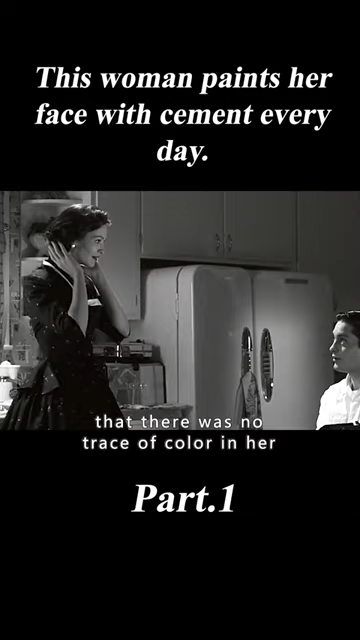 This woman paints her
face with cement every
day.
that there was no
trace of color in her
Part.1